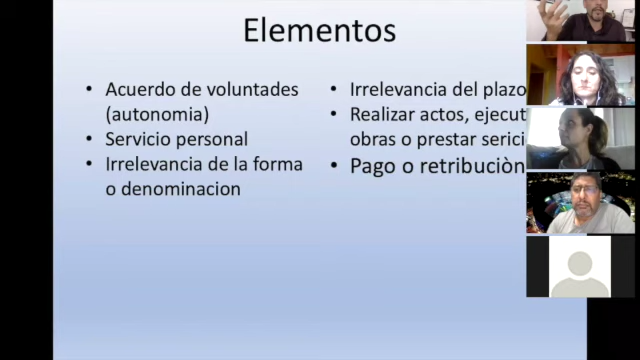 Elementos
• Acuerdo de voluntades
(autonomia)
• Servicio personal
• Irrelevancia de la forma
o denominacion
• Irrelevancia del plazo
• Realizar actos, ejecut
obras o prestar serici
• Pago o retribuciòn